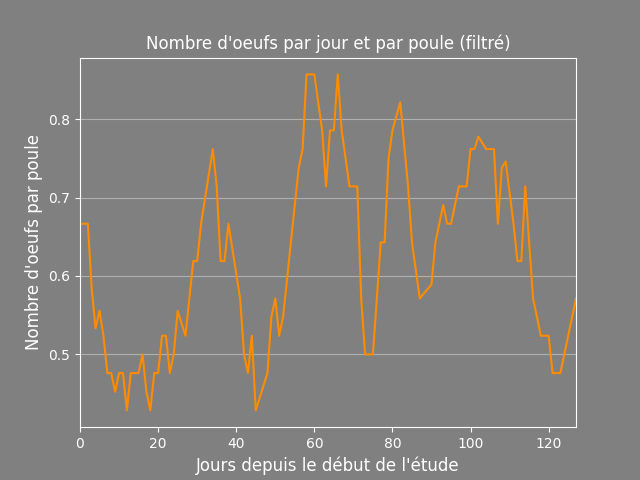 Nombre d'oeufs par jour et par poule (filtré)
Nombre d'oeufs par poule
0.8
0.7
0.6
0.5
0 20 40 60 80 100 120
Jours depuis le début de l'étude